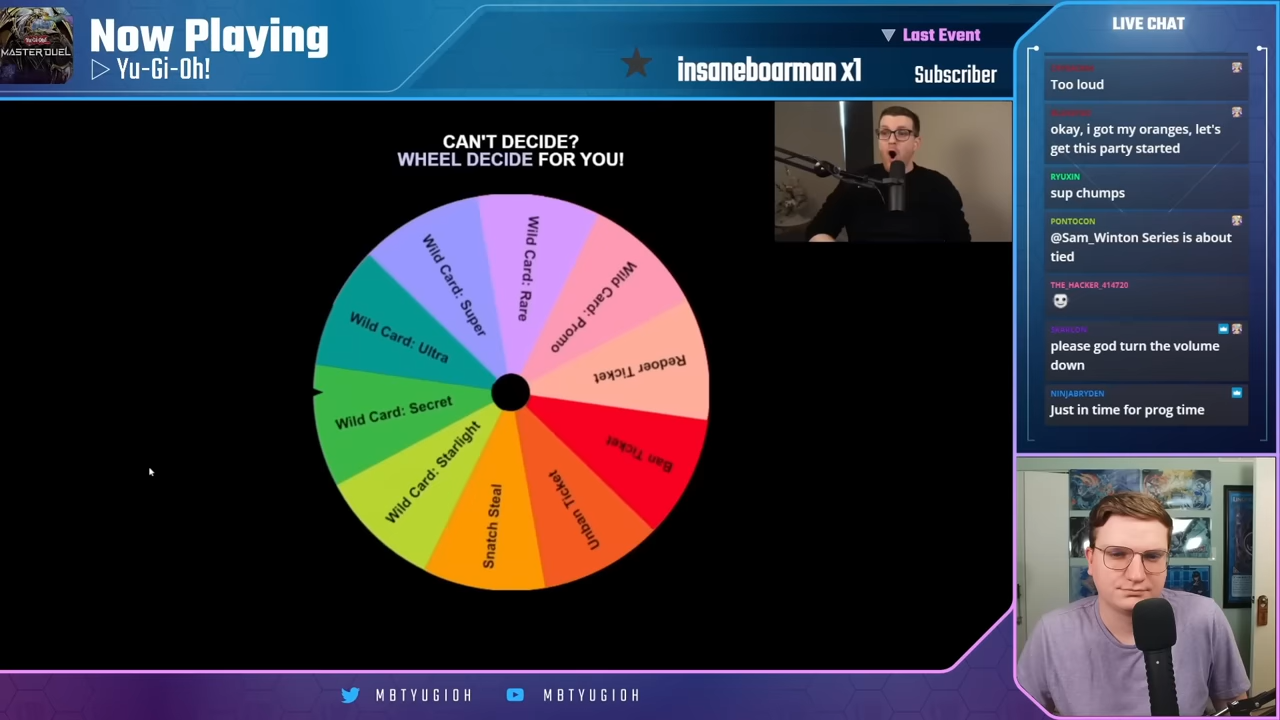 Now Playing
Yu-Gi-Oh!
MASTER DUEL
Last Event
insaneboarman x1
Subscriber
CAN'T DECIDE?
WHEEL DECIDE FOR YOU!
Wild Card: Rare
Wild Card: Promo
Redoer Ticket
Ban Ticket
Unban Ticket
Snatch Steal
Wild Card: Starlight
Wild Card: Secret
Wild Card: Ultra
Wild Card: Super
LIVE CHAT
Too loud
okay, i got my oranges, let's
get this party started
RYUXIN
sup chumps
PONTOCON
@Sam_Winton Series is about
tied
THE_HACKER_414720
please god turn the volume
down
NINJABRYDEN
Just in time for prog time
MBTYUGIOH
MBTYUGIOH